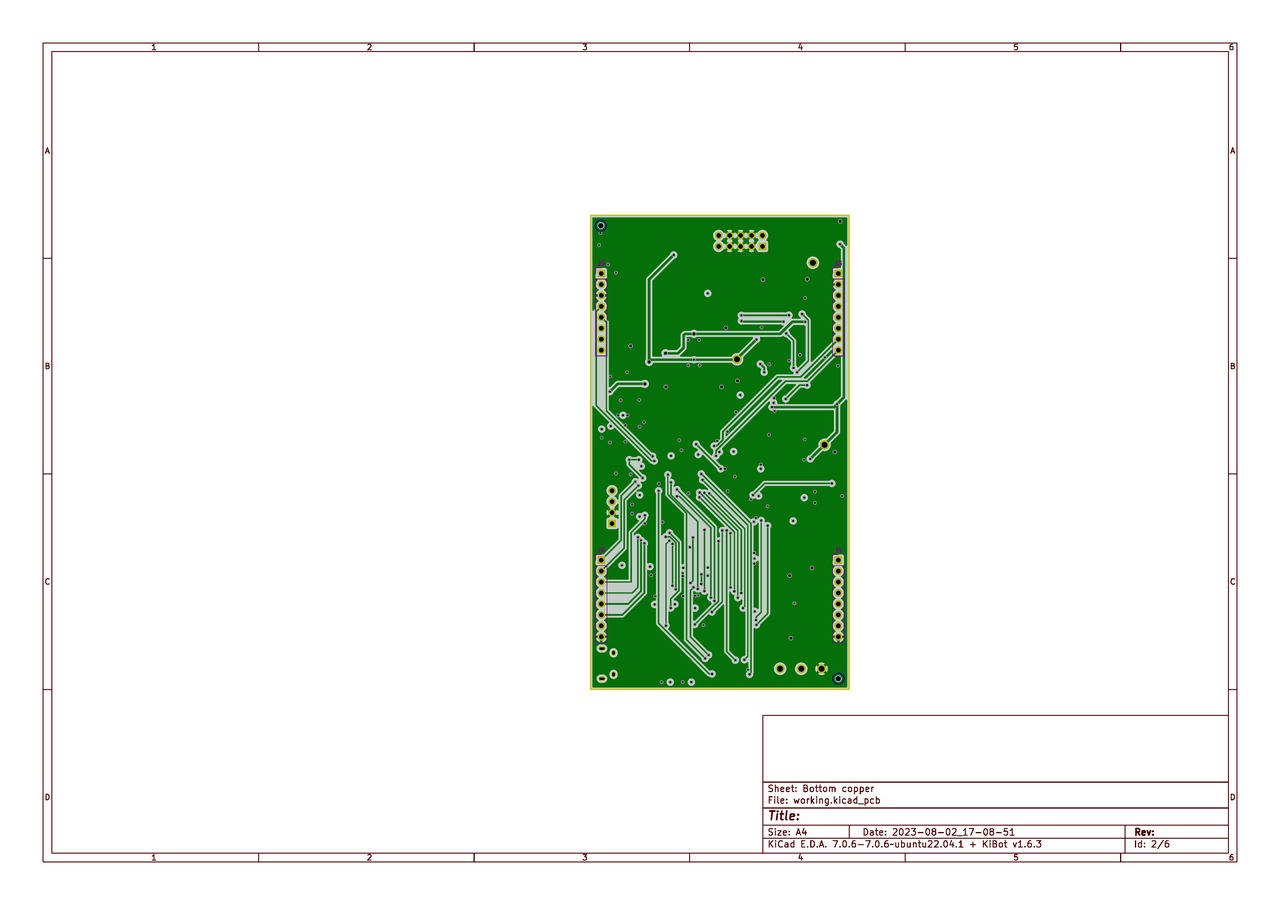 1 2 3 4 5 6
A A
B B
C C
D D
Sheet: Bottom copper
File: working.kicad_pcb
Title:
Size: A4 Date: 2023-08-02_17-08-51 Rev:
KiCad E.D.A. 7.0.6-7.0.6~ubuntu22.04.1 + KiBot v1.6.3 Id: 2/6
1 2 3 4 5 6